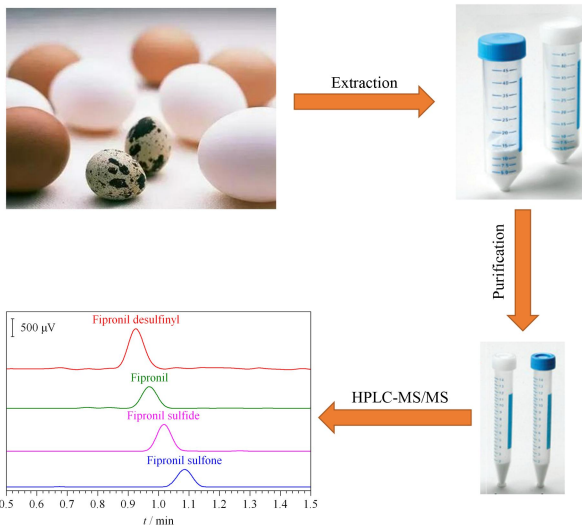 Extraction
Purification
HPLC-MS/MS
500 μV
Fipronil desulfinyl
Fipronil
Fipronil sulfide
Fipronil sulfone
0.5 0.6 0.7 0.8 0.9 1.0 1.1 1.2 1.3 1.4 1.5
t / min